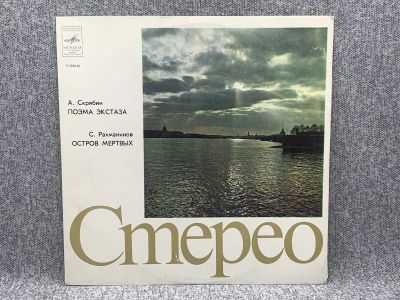 А. Скрябин
ПОЭМА ЭКСТАЗА
С. Рахманинов
ОСТРОВ МЕРТВЫХ
Стерео